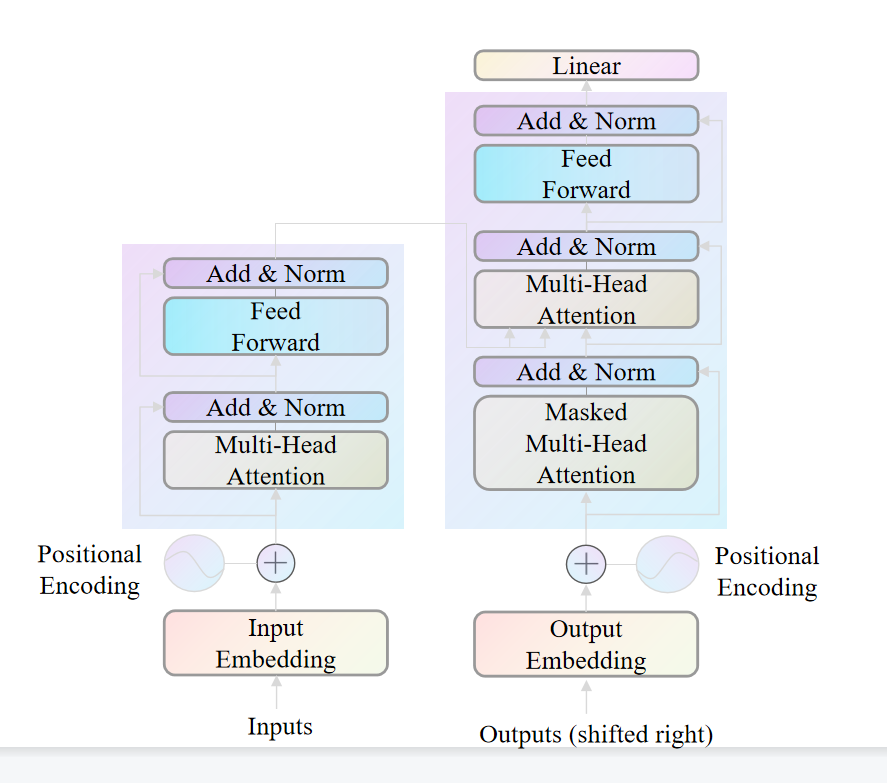 Linear
Add & Norm
Feed
Forward
Add & Norm
Multi-Head
Attention
Add & Norm
Masked
Multi-Head
Attention
Add & Norm
Feed
Forward
Add & Norm
Multi-Head
Attention
Positional
Encoding
Positional
Encoding
Input
Embedding
Output
Embedding
Inputs
Outputs (shifted right)